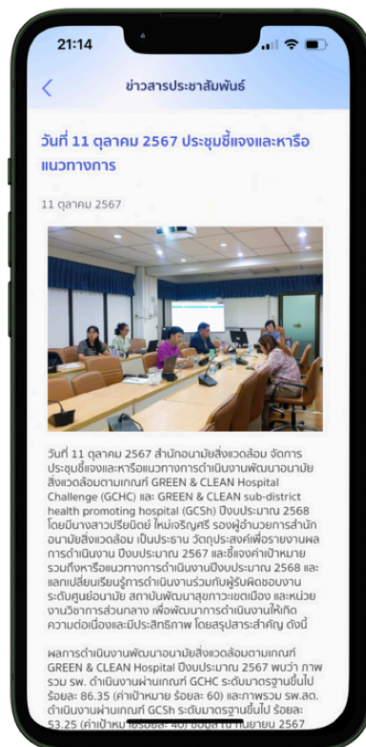 21:14
ข่าวสารประชาสัมพันธ์
วันที่ 11 ตุลาคม 2567 ประชุมชี้แจงและหารือ
แนวทางการ
11 ตุลาคม 2567
วันที่ 11 ตุลาคม 2567 สำนักอนามัยสิ่งแวดล้อม จัดการ
ประชุมชี้แจงและหารือแนวทางการดำเนินงานพัฒนาอนามัย
สิ่งแวดล้อมตามเกณฑ์ GREEN & CLEAN Hospital
Challenge (GCHC) และ GREEN & CLEAN sub-district
health promoting hospital (GCSh) ปีงบประมาณ 2568
โดยมีนางสาวปรียนิตย์ ใหม่เจริญศรี รองผู้อำนวยการสำนัก
อนามัยสิ่งแวดล้อม เป็นประธาน วัตถุประสงค์เพื่อรายงานผล
การดำเนินงาน ปีงบประมาณ 2567 และชี้แจงค่าเป้าหมาย
รวมถึงหารือแนวทางการดำเนินงานปีงบประมาณ 2568 และ
แลกเปลี่ยนเรียนรู้การดำเนินงานร่วมกับผู้รับผิดชอบงาน
ระดับศูนย์อนามัย สถาบันพัฒนาสุขภาวะเขตเมือง และหน่วย
งานวิชาการส่วนกลาง เพื่อพัฒนาการดำเนินงานให้เกิด
ความต่อเนื่องและมีประสิทธิภาพ โดยสรุปสาระสำคัญ ดังนี้
ผลการดำเนินงานพัฒนาอนามัยสิ่งแวดล้อมตามเกณฑ์
GREEN & CLEAN Hospital ปีงบประมาณ 2567 พบว่า ภาพ
รวม รพ. ดำเนินงานผ่านเกณฑ์ GCHC ระดับมาตรฐานขึ้นไป
ร้อยละ 86.35 (ค่าเป้าหมาย ร้อยละ 60) และภาพรวม รพ.สต.
ดำเนินงานผ่านเกณฑ์ GCSh ระดับมาตรฐานขึ้นไป ร้อยละ
53.25 (ค่าเป้าหมายร้อยละ 40) ข้อมูล ณ กันยายน 2567